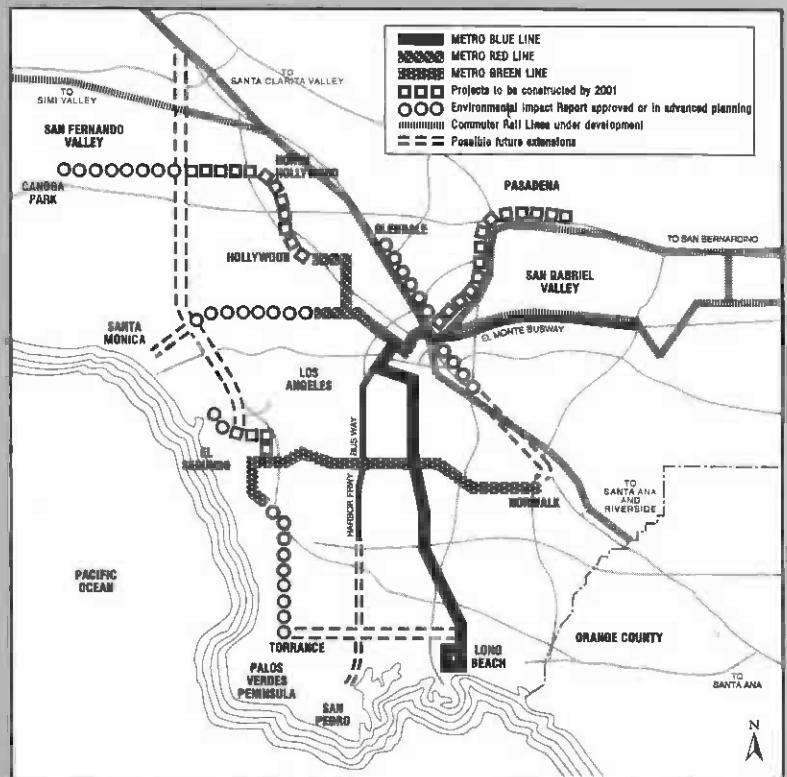 METRO BLUE LINE
METRO RED LINE
METRO GREEN LINE
Projects to be constructed by 2001
Environmental Impact Report approved or in advanced planning
Commuter Rail Lines under development
Possible future extensions
TO
SANTA CLARITA VALLEY
TO
SIMI VALLEY
SAN FERNANDO
VALLEY
NORTH
HOLLYWOOD
CANOGA
PARK
PASADENA
GLENDALE
TO SAN BERNARDINO
HOLLYWOOD
SAN GABRIEL
VALLEY
SANTA
MONICA
EL MONTE BUSWAY
LOS
ANGELES
EL
SEGUNDO
BUS WAY
HARBOR FRWY
NORWALK
TO
SANTA ANA
AND
RIVERSIDE
PACIFIC
OCEAN
TORRANCE
PALOS
VERDES
PENINSULA
LONG
BEACH
ORANGE COUNTY
SAN
PEDRO
TO
SANTA ANA
N